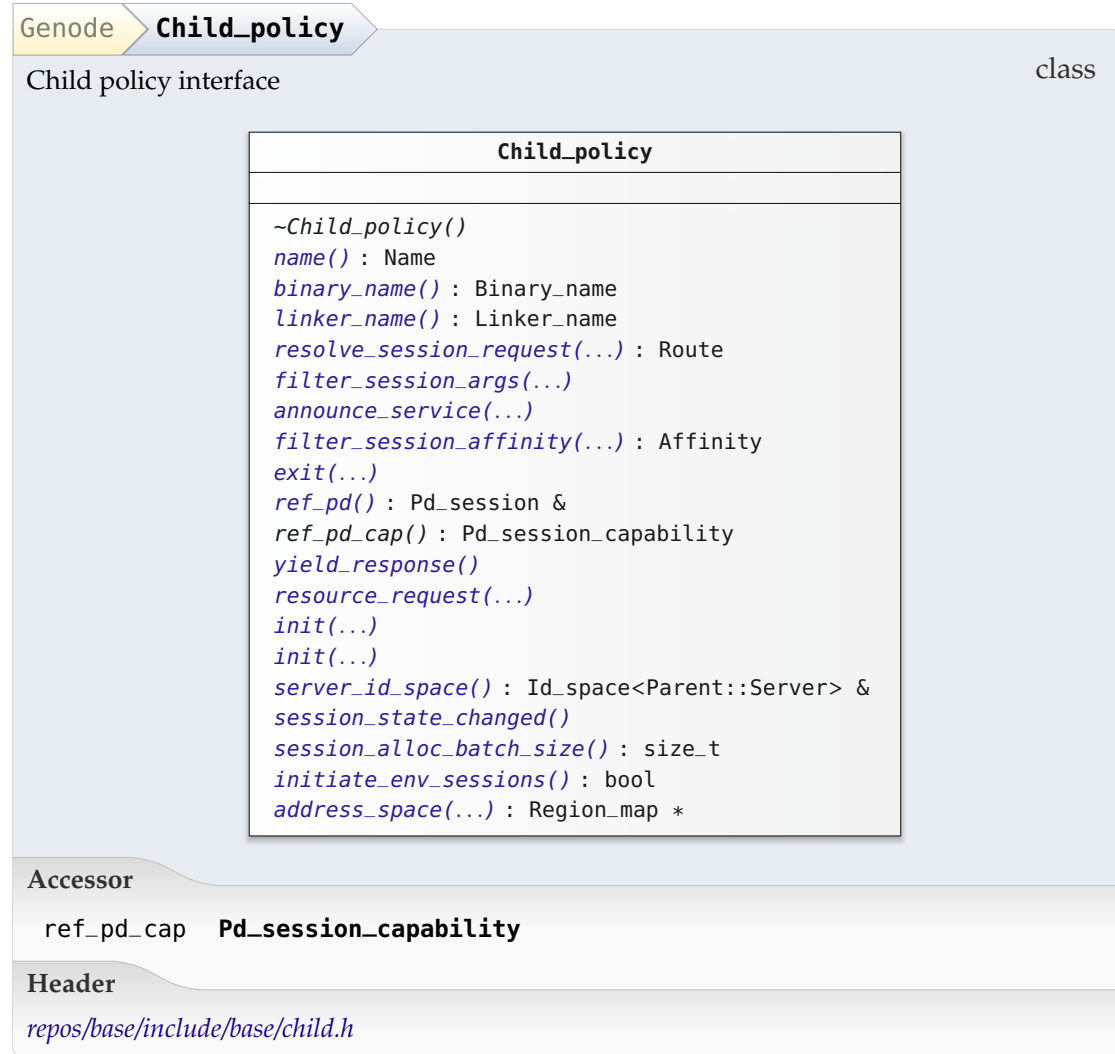 Genode Child_policy
class
Child policy interface
Child_policy
~Child_policy()
name() : Name
binary_name() : Binary_name
linker_name() : Linker_name
resolve_session_request(...) : Route
filter_session_args(...)
announce_service(...)
filter_session_affinity(...) : Affinity
exit(...)
ref_pd() : Pd_session &
ref_pd_cap() : Pd_session_capability
yield_response()
resource_request(...)
init(...)
init(...)
server_id_space() : Id_space<Parent::Server> &
session_state_changed()
session_alloc_batch_size() : size_t
initiate_env_sessions() : bool
address_space(...) : Region_map *
Accessor
ref_pd_cap Pd_session_capability
Header
repos/base/include/base/child.h